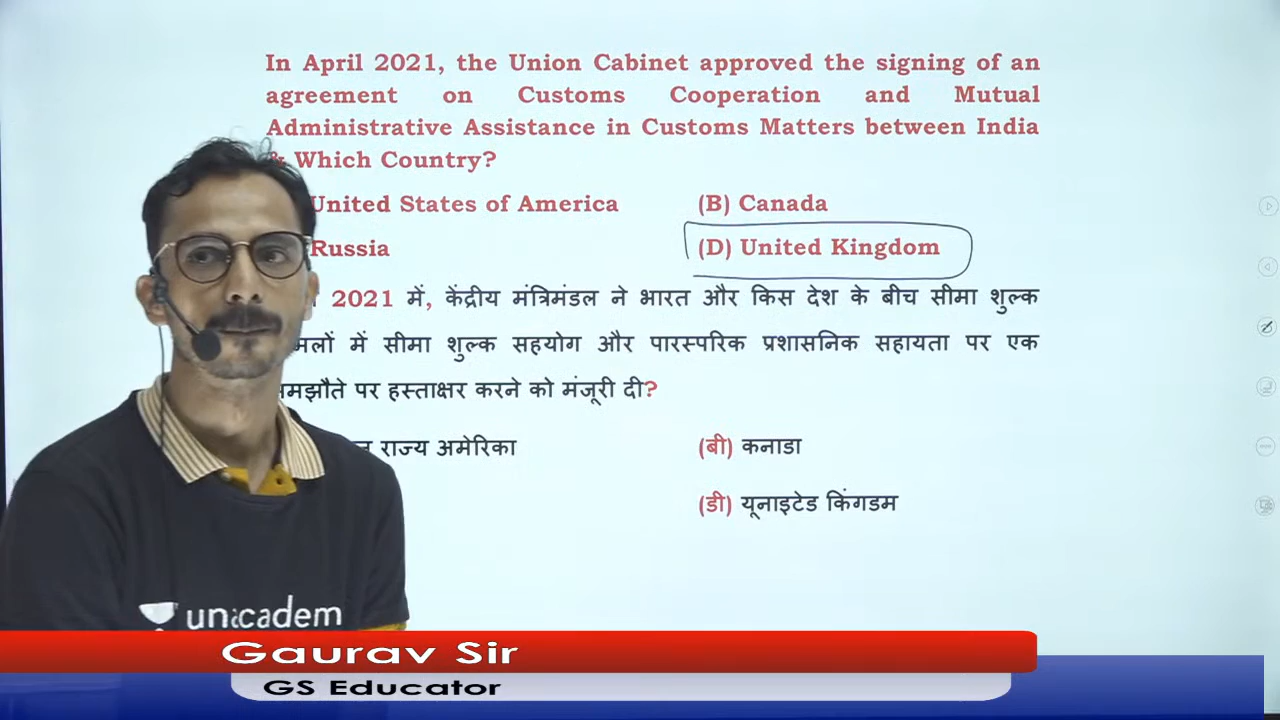 In April 2021, the Union Cabinet approved the signing of an
agreement on Customs Cooperation and Mutual
Administrative Assistance in Customs Matters between India
& Which Country?
United States of America (B) Canada
Russia (D) United Kingdom
2021 में, केंद्रीय मंत्रिमंडल ने भारत और किस देश के बीच सीमा शुल्क
मलों में सीमा शुल्क सहयोग और पारस्परिक प्रशासनिक सहायता पर एक
मझौते पर हस्ताक्षर करने को मंजूरी दी?
राज्य अमेरिका (बी) कनाडा
(डी) यूनाइटेड किंगडम
unacadem
Gaurav Sir
GS Educator